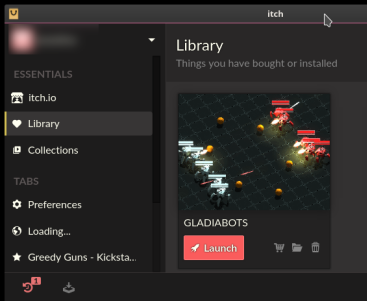 itch
Library
Things you have bought or installed
ESSENTIALS
itch.io
Library
Collections
TABS
Preferences
Loading...
Greedy Guns - Kicksta...
GLADIABOTS
Launch
1